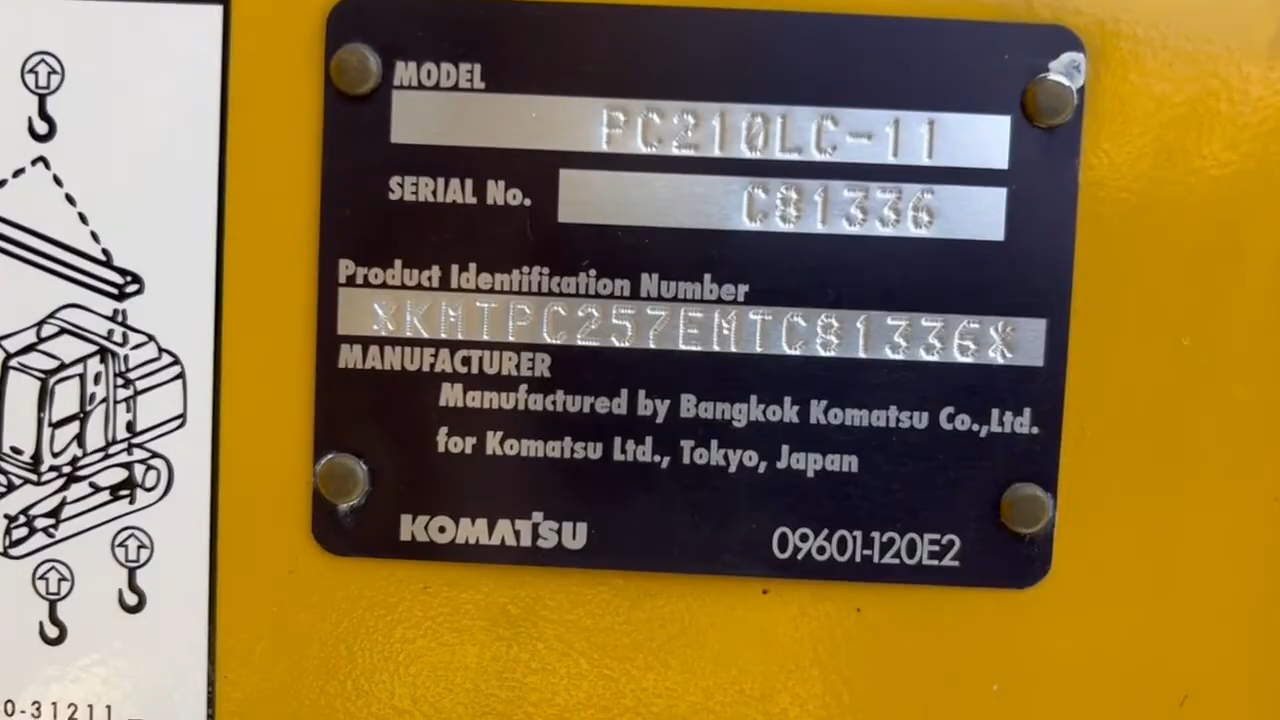 MODEL
PC210LC-11
SERIAL No.
C81336
Product Identification Number
*KMTPC257EMTC81336*
MANUFACTURER
Manufactured by Bangkok Komatsu Co.,Ltd.
for Komatsu Ltd., Tokyo, Japan
KOMATSU
09601-120E2
0-31211